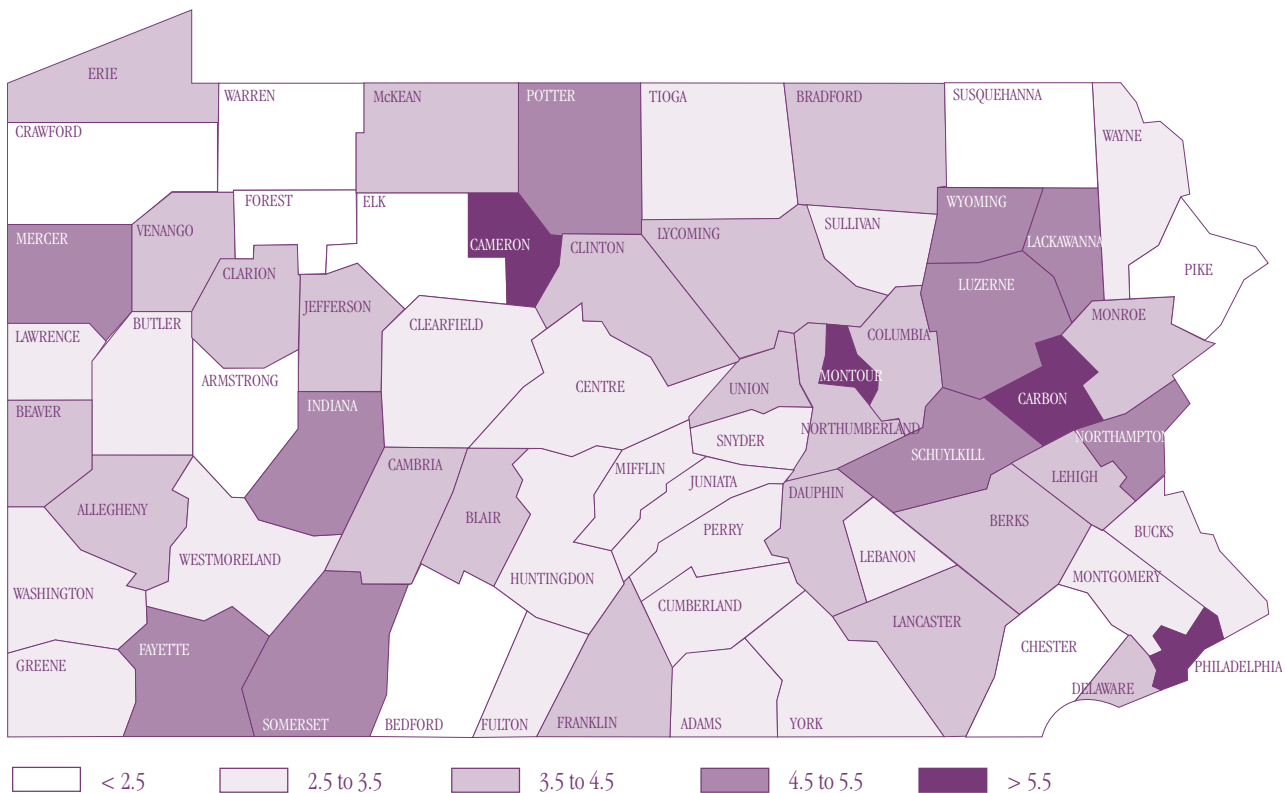 ERIE
WARREN
McKEAN
POTTER
TIOGA
BRADFORD
SUSQUEHANNA
CRAWFORD
WAYNE
FOREST
ELK
WYOMING
MERCER
VENANGO
CAMERON
CLINTON
LYCOMING
SULLIVAN
LACKAWANNA
CLARION
PIKE
LUZERNE
JEFFERSON
LAWRENCE
BUTLER
CLEARFIELD
COLUMBIA
MONROE
ARMSTRONG
CENTRE
UNION
MONTOUR
BEAVER
INDIANA
CARBON
SNYDER
NORTHUMBERLAND
NORTHAMPTON
CAMBRIA
MIFFLIN
SCHUYLKILL
JUNIATA
LEHIGH
ALLEGHENY
BLAIR
DAUPHIN
BERKS
PERRY
BUCKS
WESTMORELAND
LEBANON
HUNTINGDON
MONTGOMERY
WASHINGTON
CUMBERLAND
LANCASTER
FAYETTE
CHESTER
GREENE
PHILADELPHIA
DELAWARE
SOMERSET
BEDFORD
FULTON
FRANKLIN
ADAMS
YORK
< 2.5
2.5 to 3.5
3.5 to 4.5
4.5 to 5.5
> 5.5